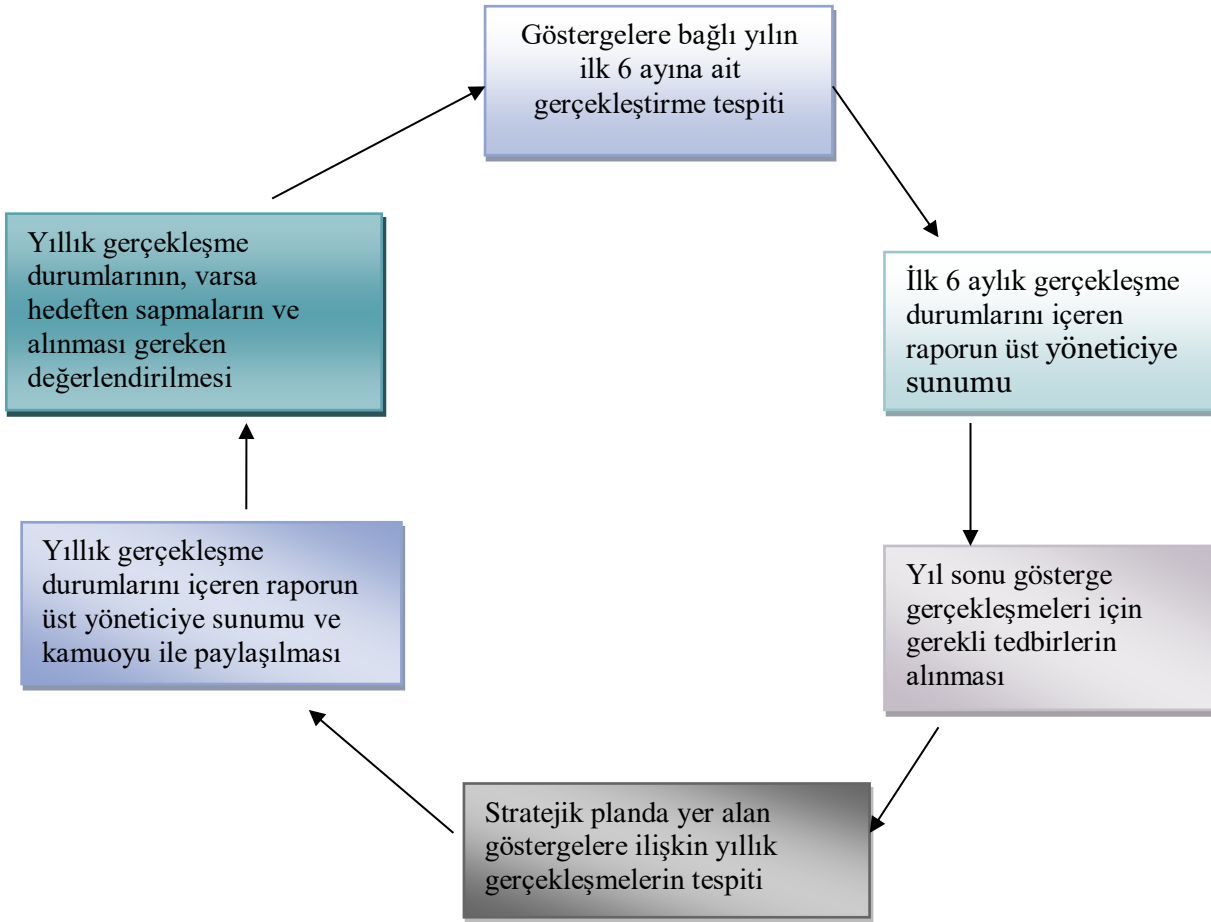 Göstergelere bağlı yılın
ilk 6 ayına ait
gerçekleştirme tespiti
İlk 6 aylık gerçekleşme
durumlarını içeren
raporun üst yöneticiye
sunumu
Yıl sonu gösterge
gerçekleşmeleri için
gerekli tedbirlerin
alınması
Stratejik planda yer alan
göstergelere ilişkin yıllık
gerçekleşmelerin tespiti
Yıllık gerçekleşme
durumlarını içeren raporun
üst yöneticiye sunumu ve
kamuoyu ile paylaşılması
Yıllık gerçekleşme
durumlarının, varsa
hedeften sapmaların ve
alınması gereken
değerlendirilmesi